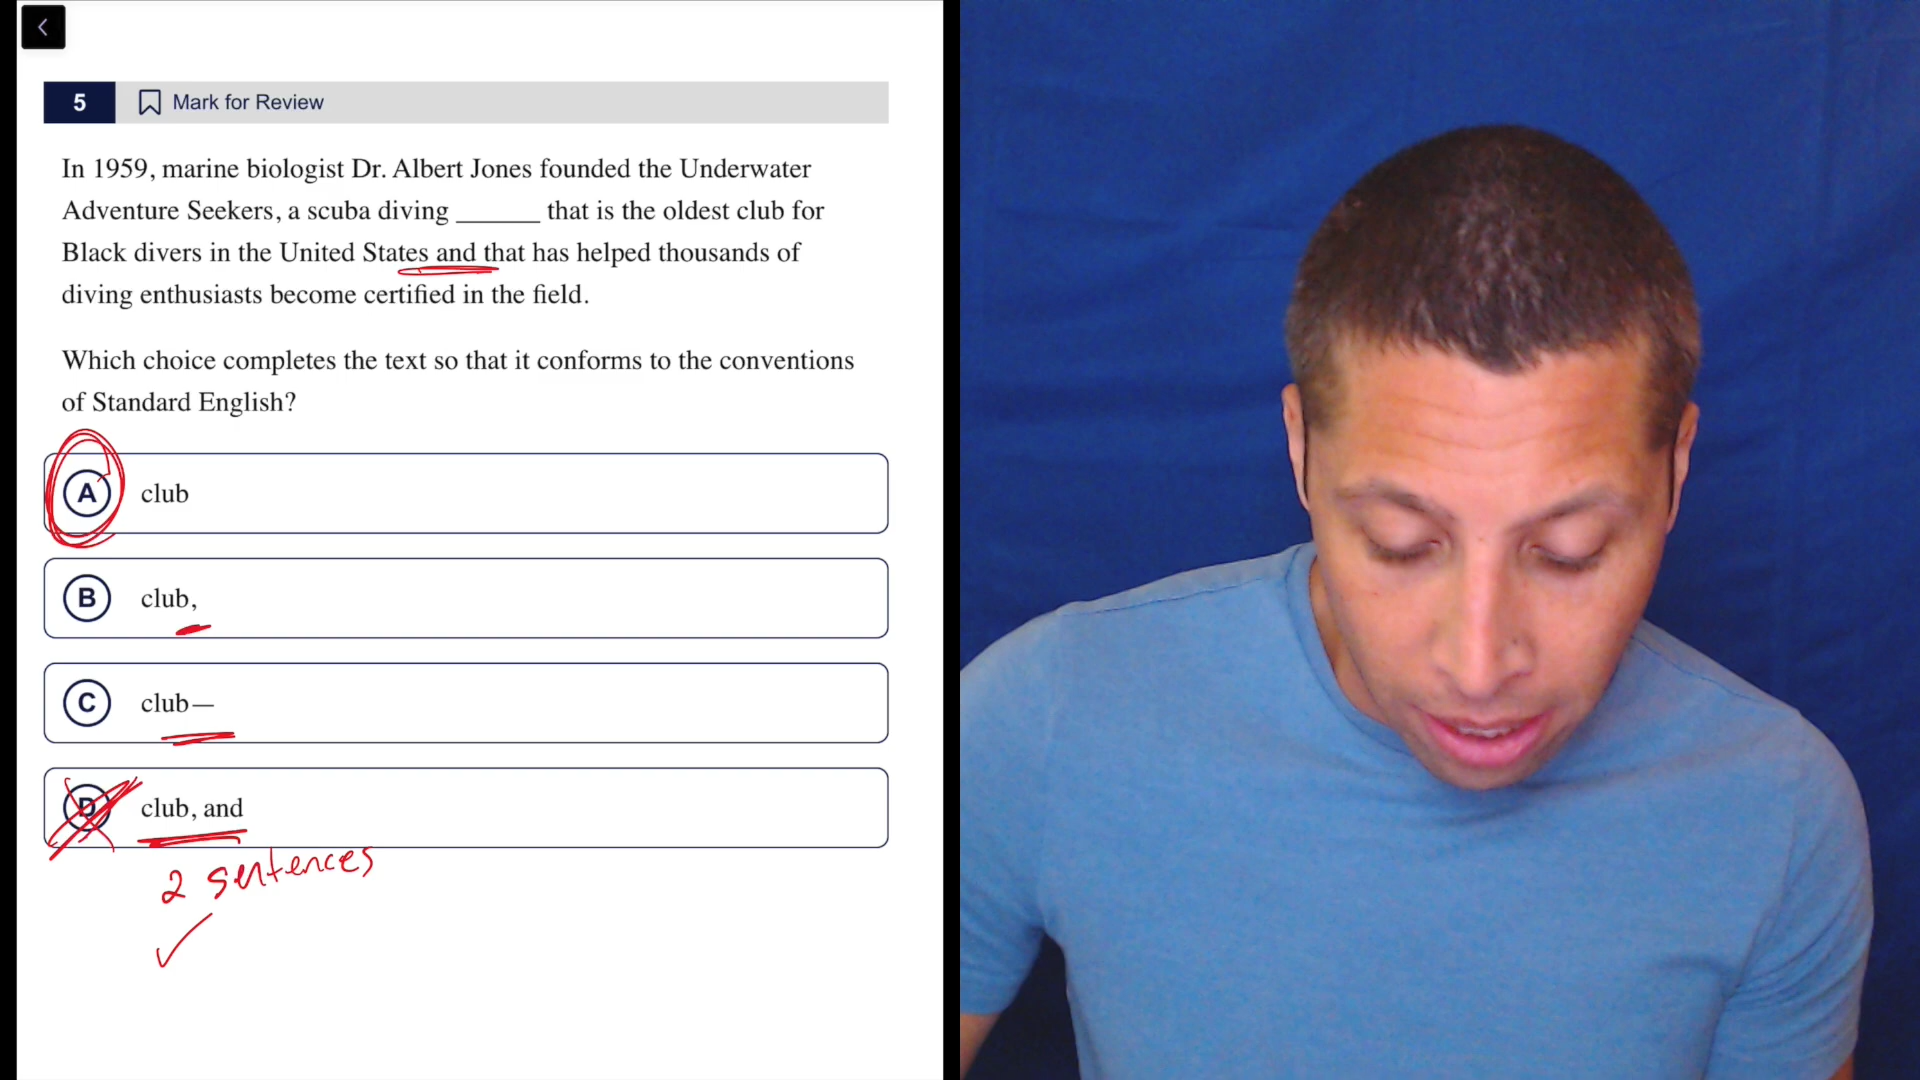 5 Mark for Review
In 1959, marine biologist Dr. Albert Jones founded the Underwater
Adventure Seekers, a scuba diving ______ that is the oldest club for
Black divers in the United States and that has helped thousands of
diving enthusiasts become certified in the field.
Which choice completes the text so that it conforms to the conventions
of Standard English?
A club
B club,
C club—
D club, and
2 sentences